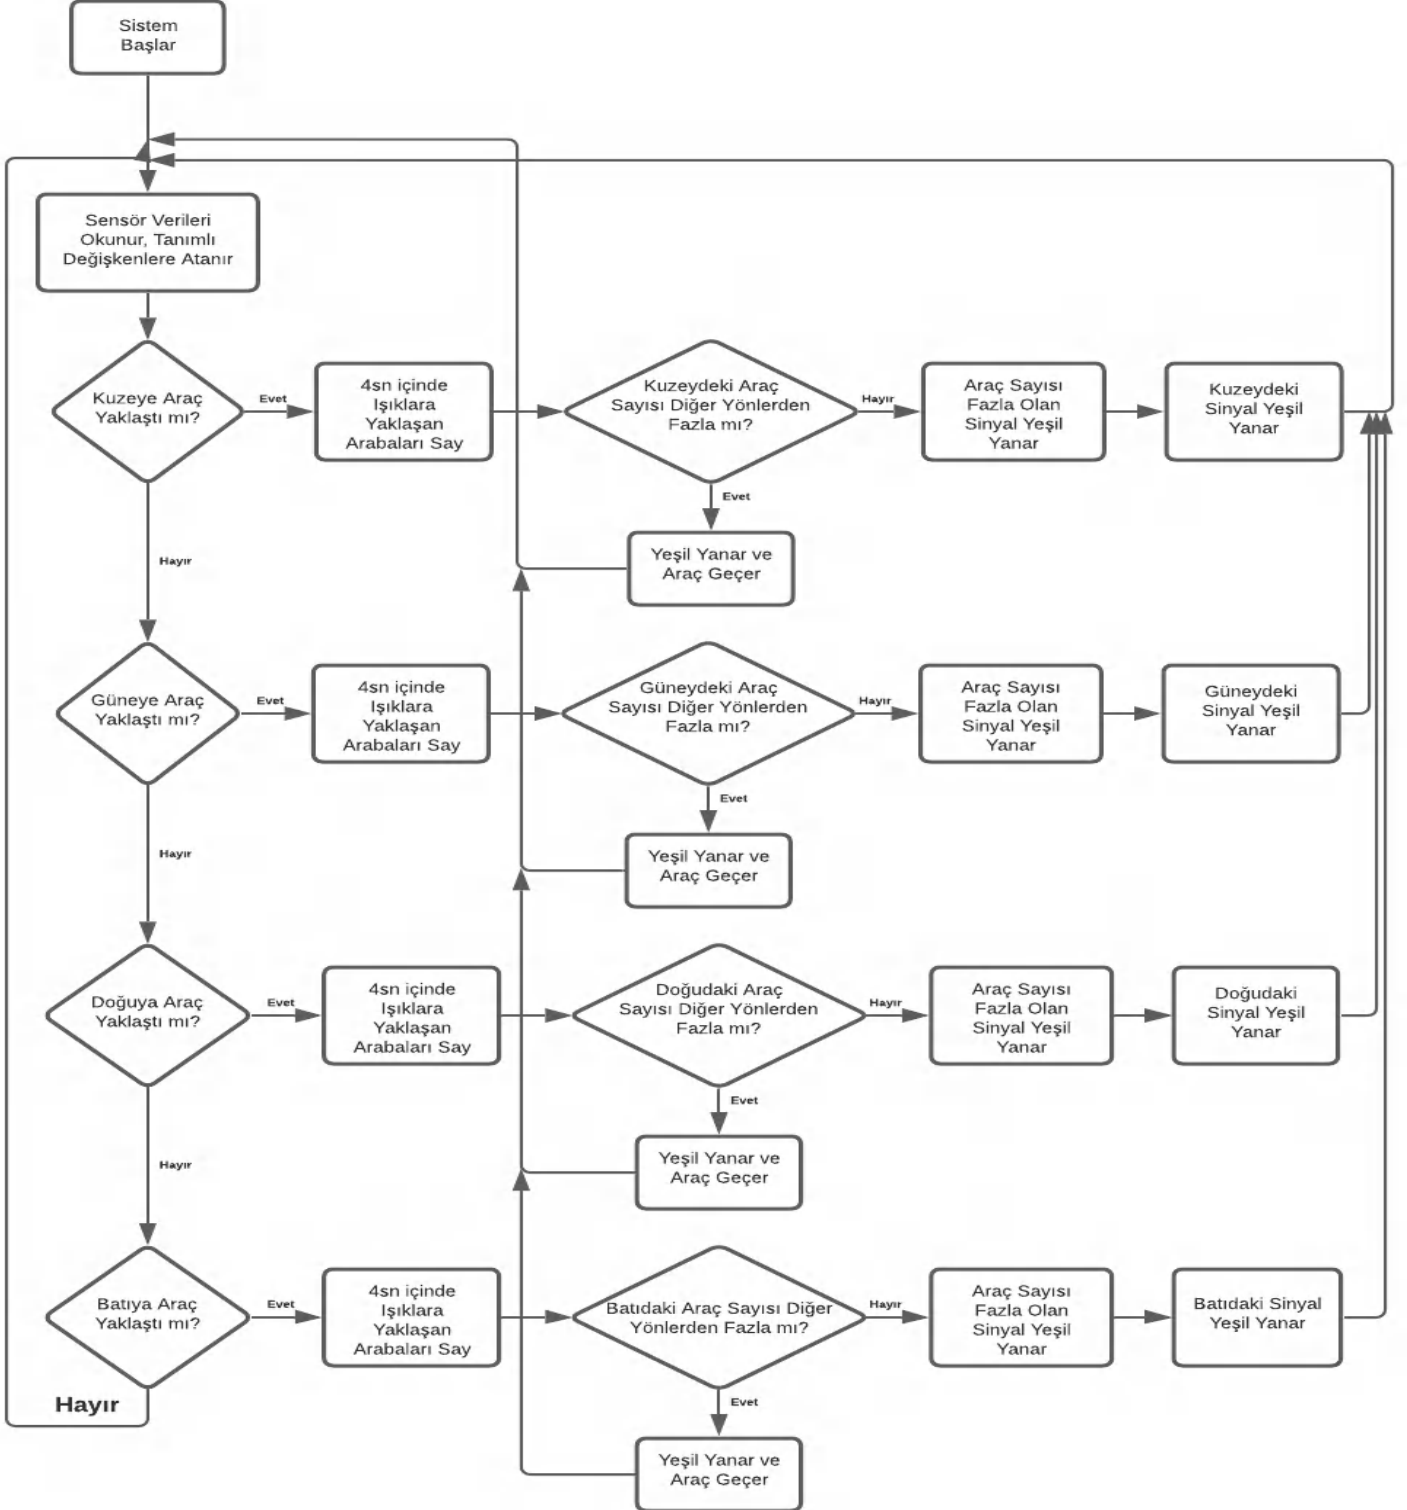 Sistem
Başlar
Sensör Verileri
Okunur, Tanımlı
Değişkenlere Atanır
Kuzeye Araç
Yaklaştı mı?
Evet
4sn içinde
Işıklara
Yaklaşan
Arabaları Say
Kuzeydeki Araç
Sayısı Diğer Yönlerden
Fazla mı?
Hayır
Araç Sayısı
Fazla Olan
Sinyal Yeşil
Yanar
Kuzeydeki
Sinyal Yeşil
Yanar
Evet
Yeşil Yanar ve
Araç Geçer
Hayır
Güneye Araç
Yaklaştı mı?
Evet
4sn içinde
Işıklara
Yaklaşan
Arabaları Say
Güneydeki Araç
Sayısı Diğer Yönlerden
Fazla mı?
Hayır
Araç Sayısı
Fazla Olan
Sinyal Yeşil
Yanar
Güneydeki
Sinyal Yeşil
Yanar
Evet
Yeşil Yanar ve
Araç Geçer
Hayır
Doğuya Araç
Yaklaştı mı?
Evet
4sn içinde
Işıklara
Yaklaşan
Arabaları Say
Doğudaki Araç
Sayısı Diğer Yönlerden
Fazla mı?
Hayır
Araç Sayısı
Fazla Olan
Sinyal Yeşil
Yanar
Doğudaki
Sinyal Yeşil
Yanar
Evet
Yeşil Yanar ve
Araç Geçer
Hayır
Batıya Araç
Yaklaştı mı?
Evet
4sn içinde
Işıklara
Yaklaşan
Arabaları Say
Batıdaki Araç Sayısı Diğer
Yönlerden Fazla mı?
Hayır
Araç Sayısı
Fazla Olan
Sinyal Yeşil
Yanar
Batıdaki Sinyal
Yeşil Yanar
Hayır
Evet
Yeşil Yanar ve
Araç Geçer